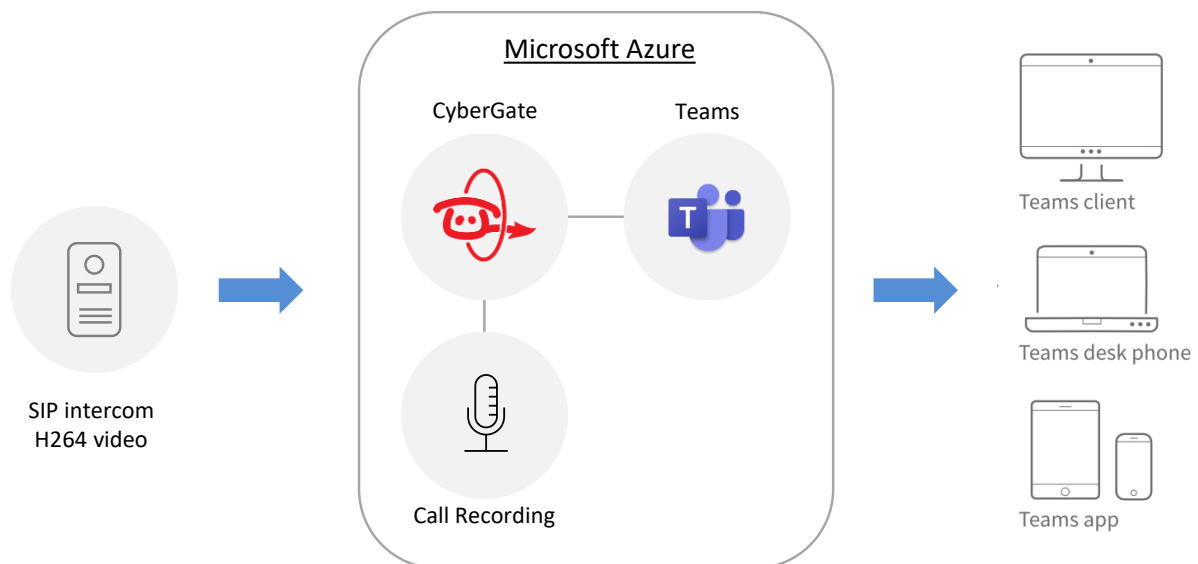 Microsoft Azure
CyberGate
Teams
T
SIP intercom
H264 video
Call Recording
Teams client
Teams desk phone
Teams app